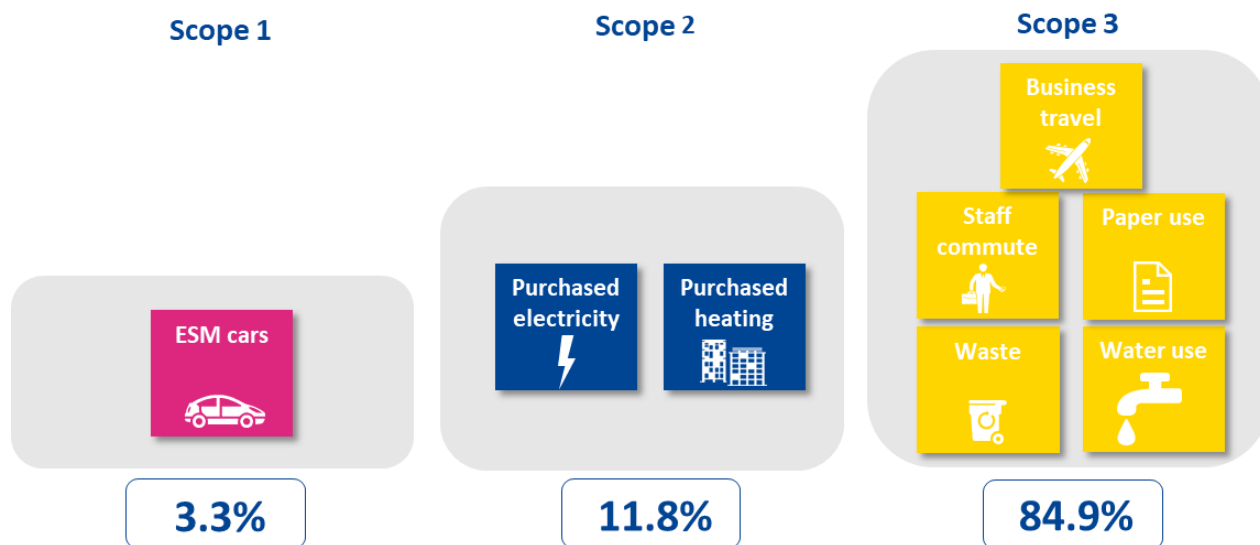 Scope 1
ESM cars
3.3%
Scope 2
Purchased
electricity
Purchased
heating
11.8%
Scope 3
Business
travel
Staff
commute
Paper use
Waste
Water use
84.9%